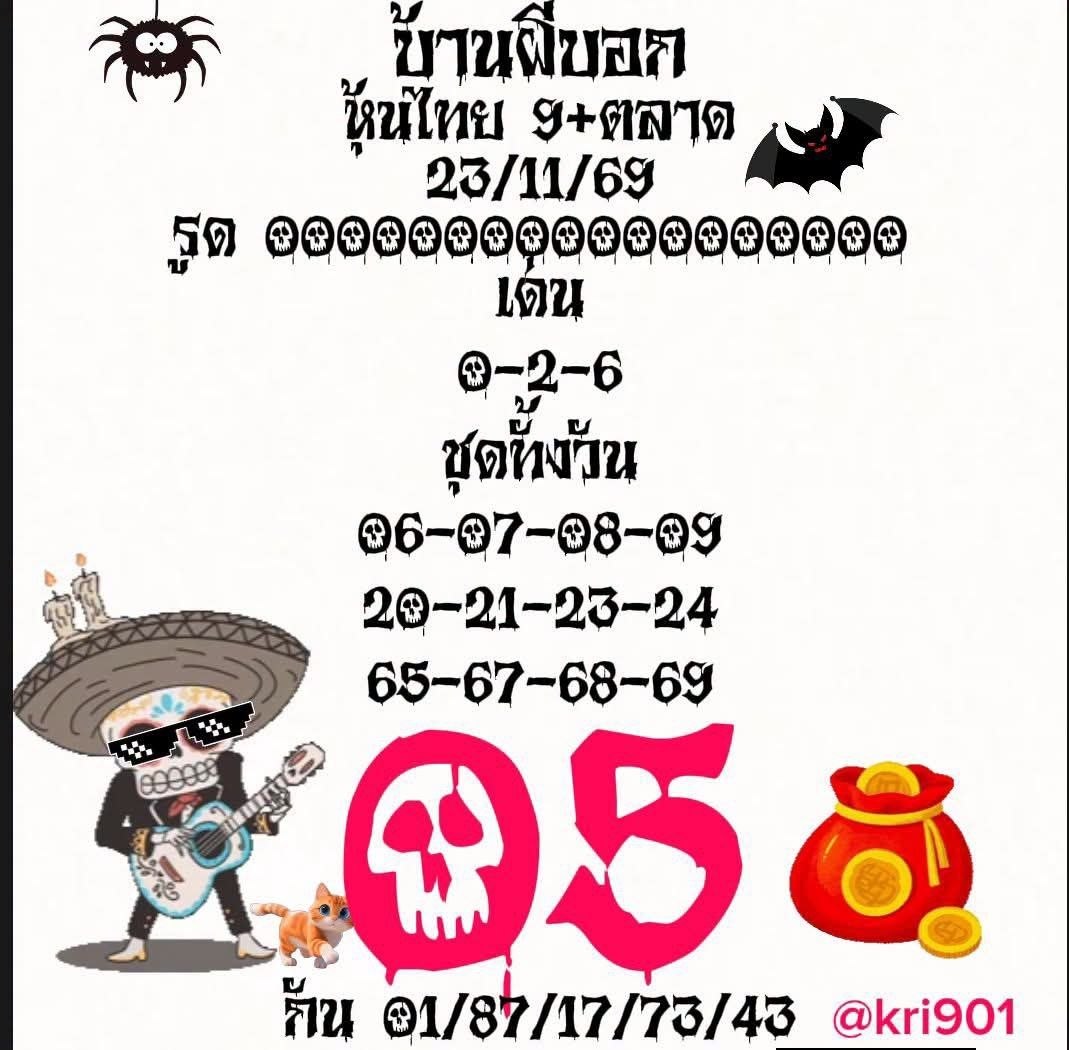 บ้านผีบอก
หุ้นไทย 9+ตลาด
23/11/69
รูด 000000000000000000
เด่น
0-2-6
ชุดทั้งวัน
06-07-08-09
20-21-23-24
65-67-68-69
05
กัน 01/87/17/73/43
@kri901